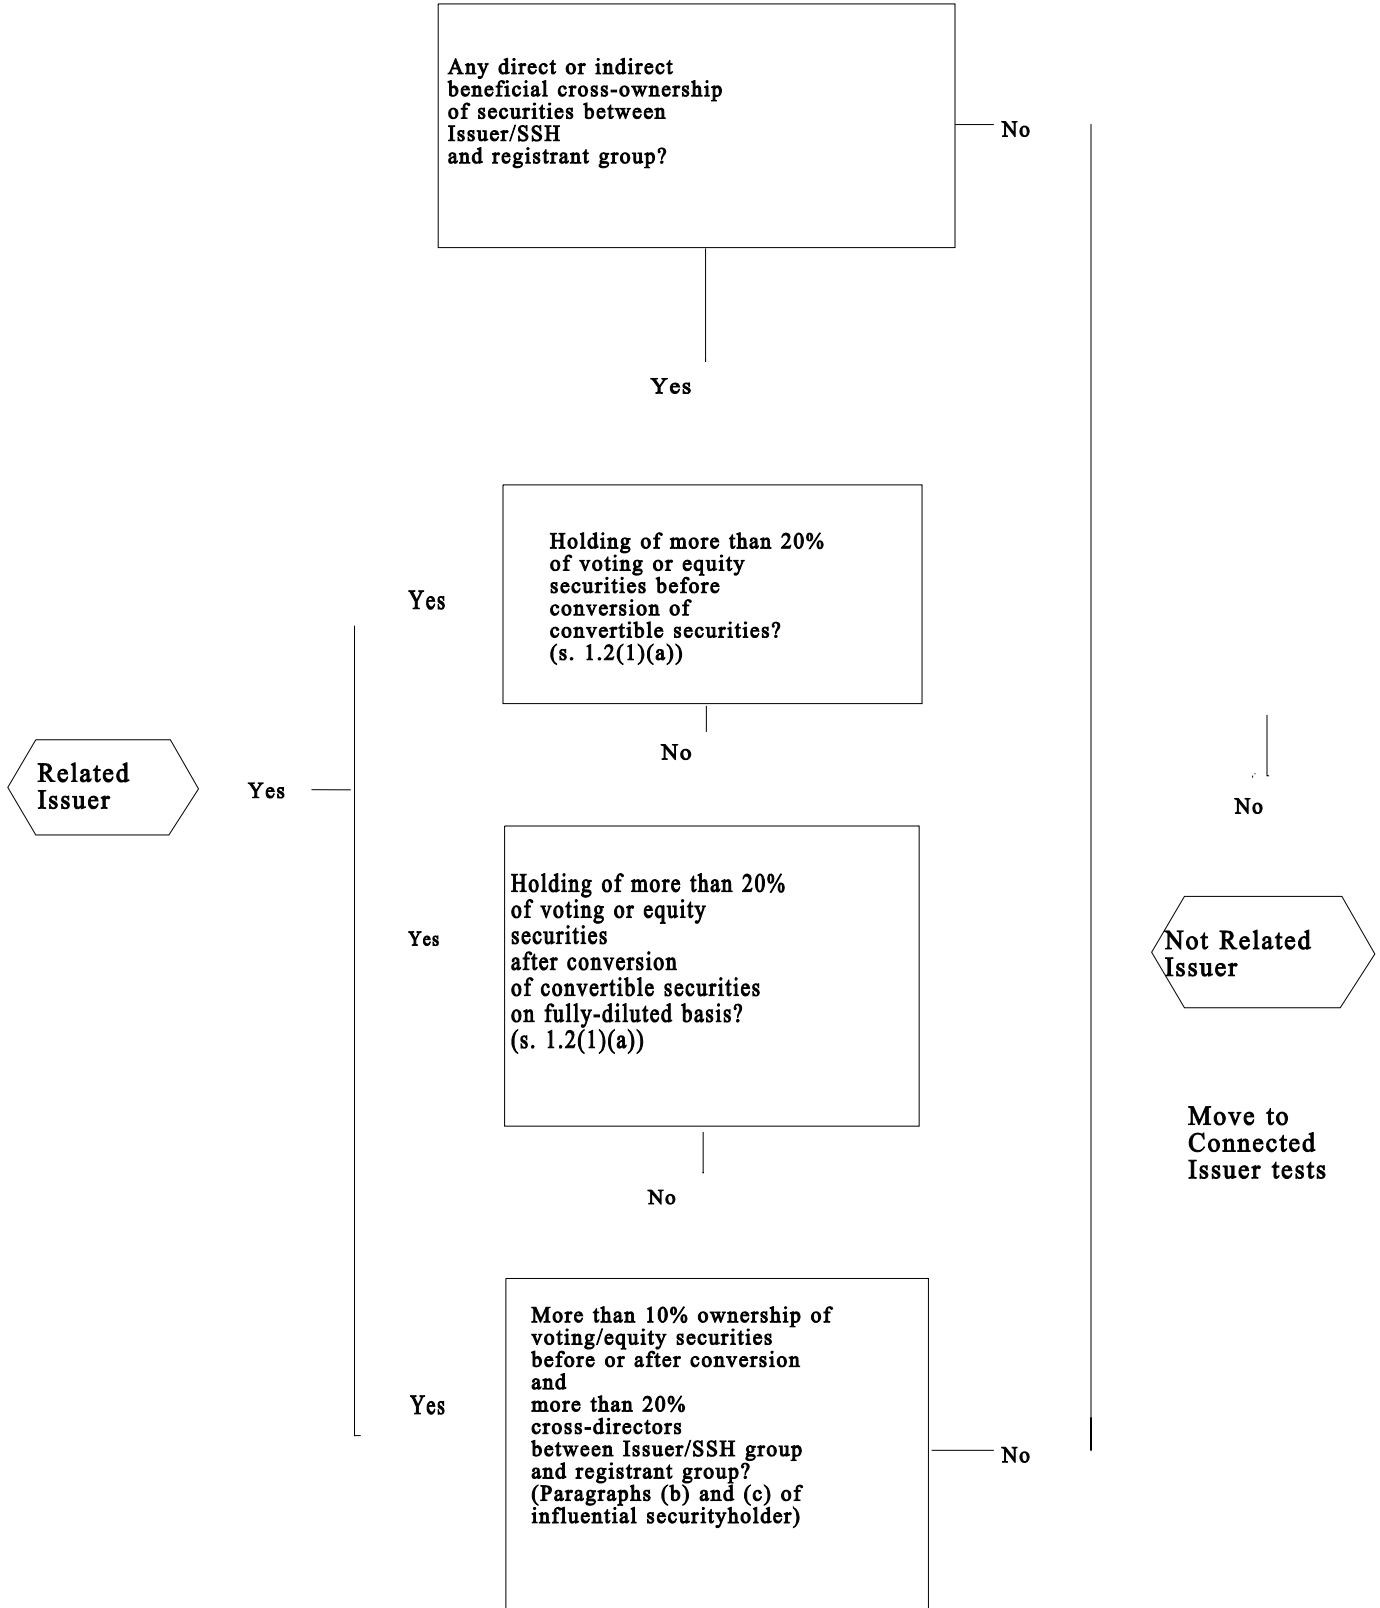 Any direct or indirect
beneficial cross-ownership
of securities between
Issuer/SSH
and registrant group?
No
Yes
Holding of more than 20%
of voting or equity
securities before
conversion of
convertible securities?
(s. 1.2(1)(a))
Yes
No
Related
Issuer
Yes
No
Holding of more than 20%
of voting or equity
securities
after conversion
of convertible securities
on fully-diluted basis?
(s. 1.2(1)(a))
Yes
Not Related
Issuer
Move to
Connected
Issuer tests
No
More than 10% ownership of
voting/equity securities
before or after conversion
and
more than 20%
cross-directors
between Issuer/SSH group
and registrant group?
(Paragraphs (b) and (c) of
influential securityholder)
Yes
No